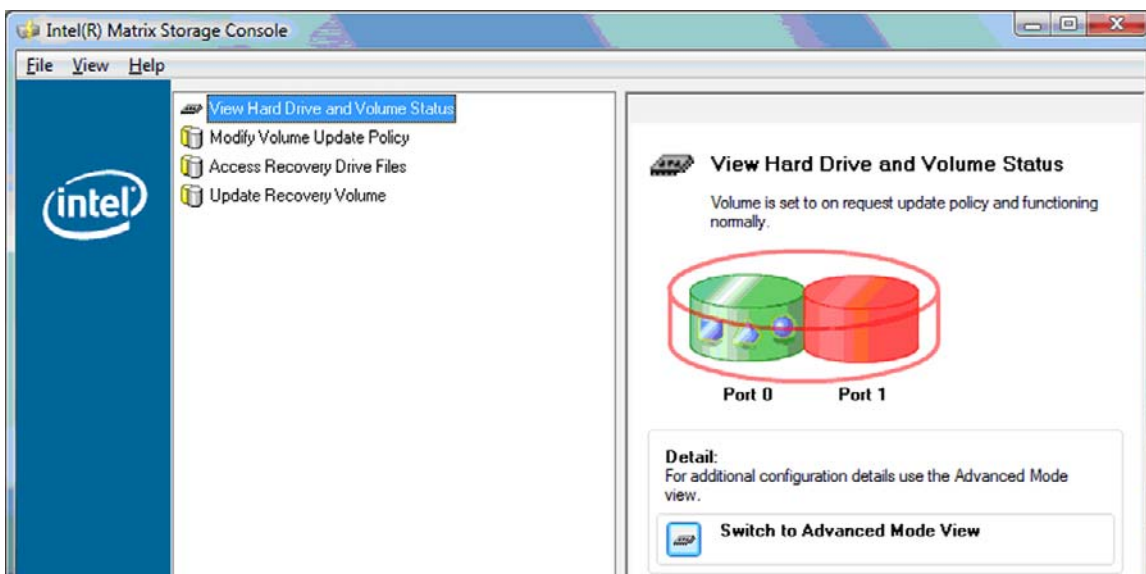 Intel(R) Matrix Storage Console
File View Help
intel
View Hard Drive and Volume Status
Modify Volume Update Policy
Access Recovery Drive Files
Update Recovery Volume
View Hard Drive and Volume Status
Volume is set to on request update policy and functioning
normally.
Port 0 Port 1
Detail:
For additional configuration details use the Advanced Mode
view.
Switch to Advanced Mode View